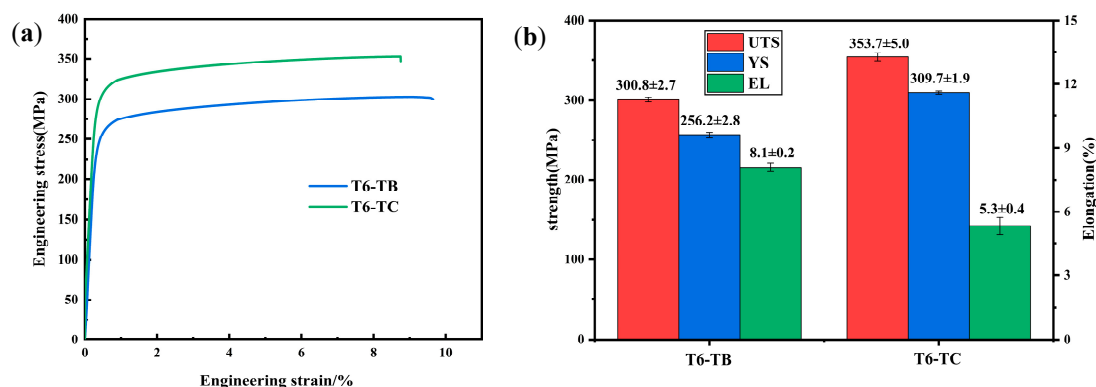 (a)
400
350
300
250
200
150
100
50
0
Engineering stress(MPa)
T6-TB
T6-TC
0
2
4
6
8
10
Engineering strain/%
(b)
400
300
200
100
0
strength(MPa)
UTS
YS
EL
300.8±2.7
256.2±2.8
8.1±0.2
353.7±5.0
309.7±1.9
5.3±0.4
T6-TB
T6-TC
15
12
9
6
3
0
Elongation(%)